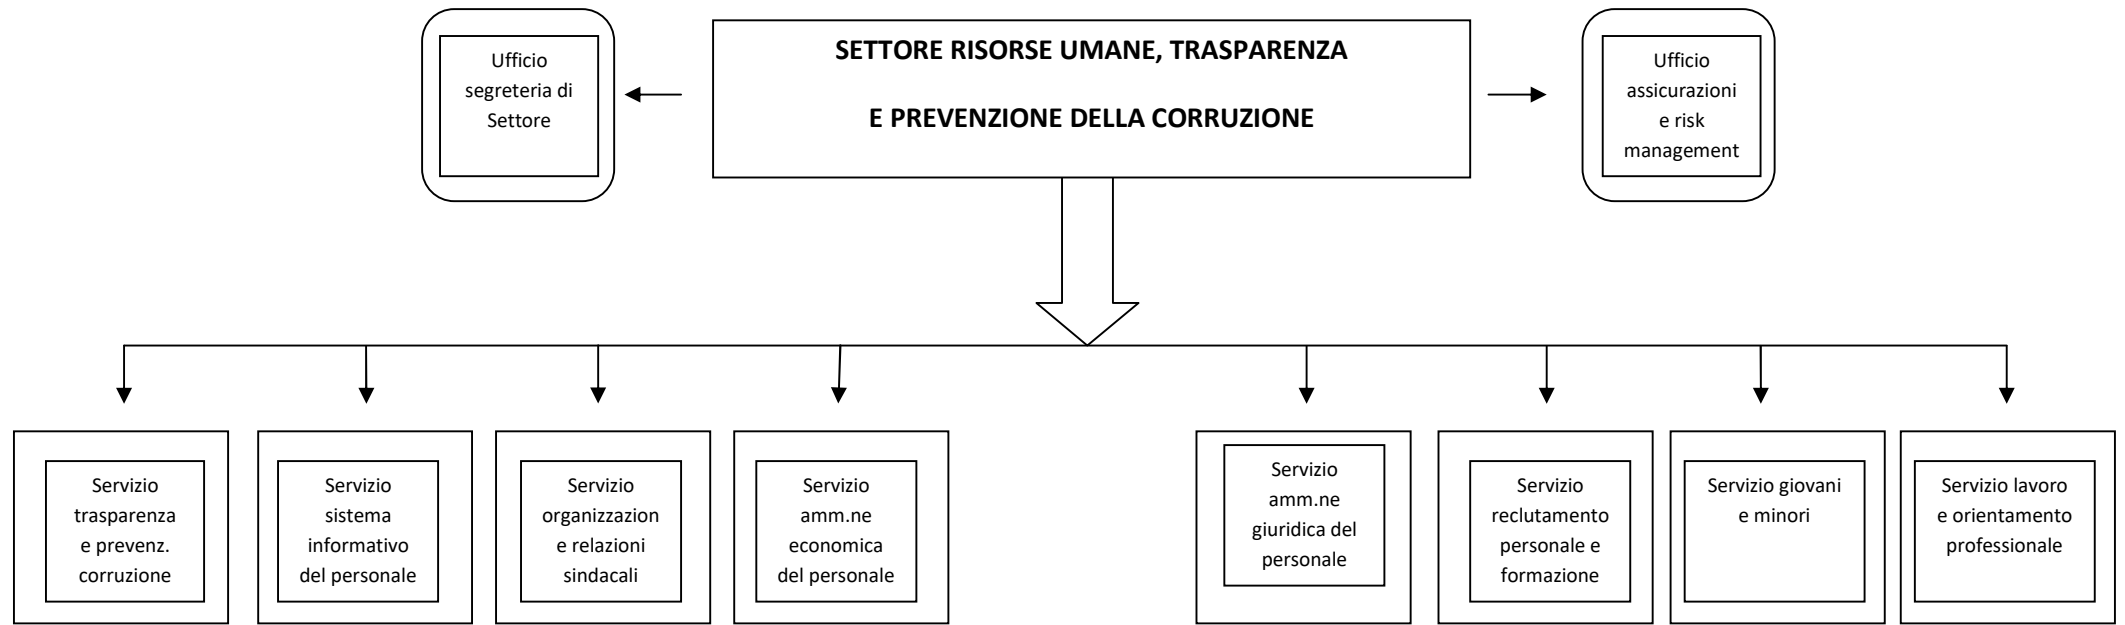 Ufficio
segreteria di
Settore
SETTORE RISORSE UMANE, TRASPARENZA
E PREVENZIONE DELLA CORRUZIONE
Ufficio
assicurazioni
e risk
management
Servizio
trasparenza
e prevenz.
corruzione
Servizio
sistema
informativo
del personale
Servizio
organizzazion
e relazioni
sindacali
Servizio
amm.ne
economica
del personale
Servizio
amm.ne
giuridica del
personale
Servizio
reclutamento
personale e
formazione
Servizio giovani
e minori
Servizio lavoro
e orientamento
professionale